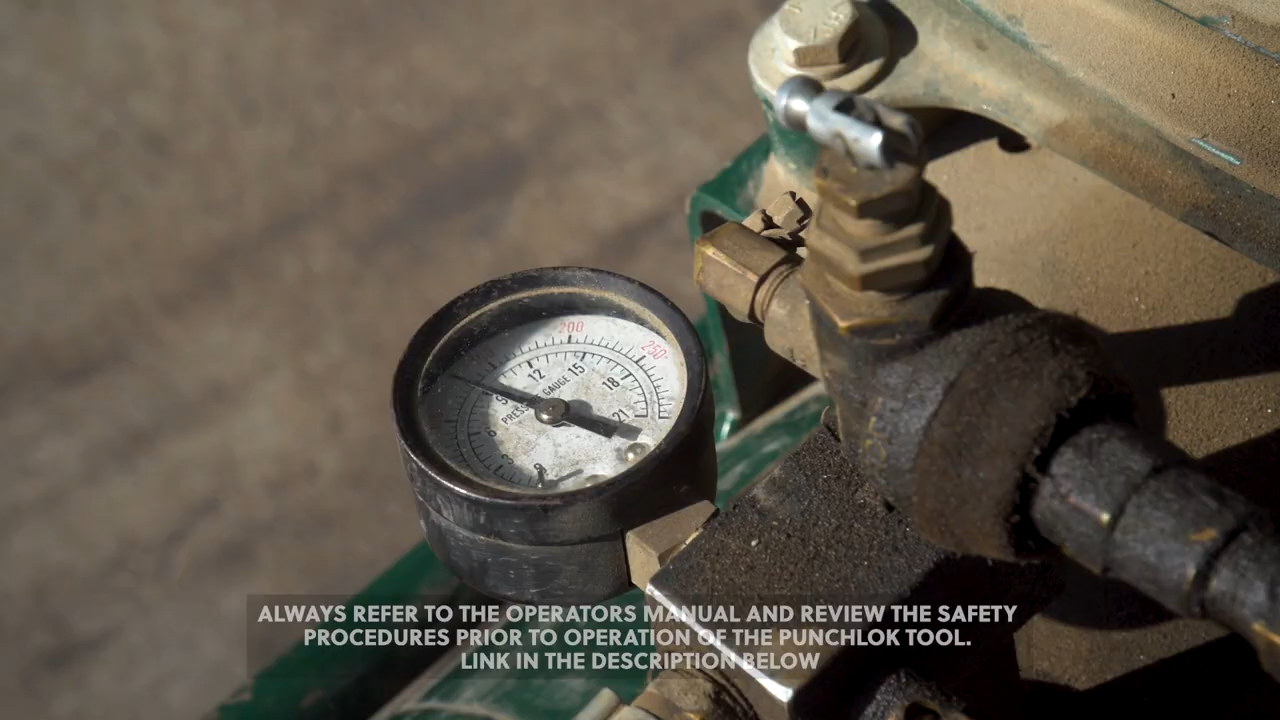 200
250
12
15
9
18
PRESSURE GAUGE
6
21
3
0
ALWAYS REFER TO THE OPERATORS MANUAL AND REVIEW THE SAFETY
PROCEDURES PRIOR TO OPERATION OF THE PUNCHLOK TOOL.
LINK IN THE DESCRIPTION BELOW